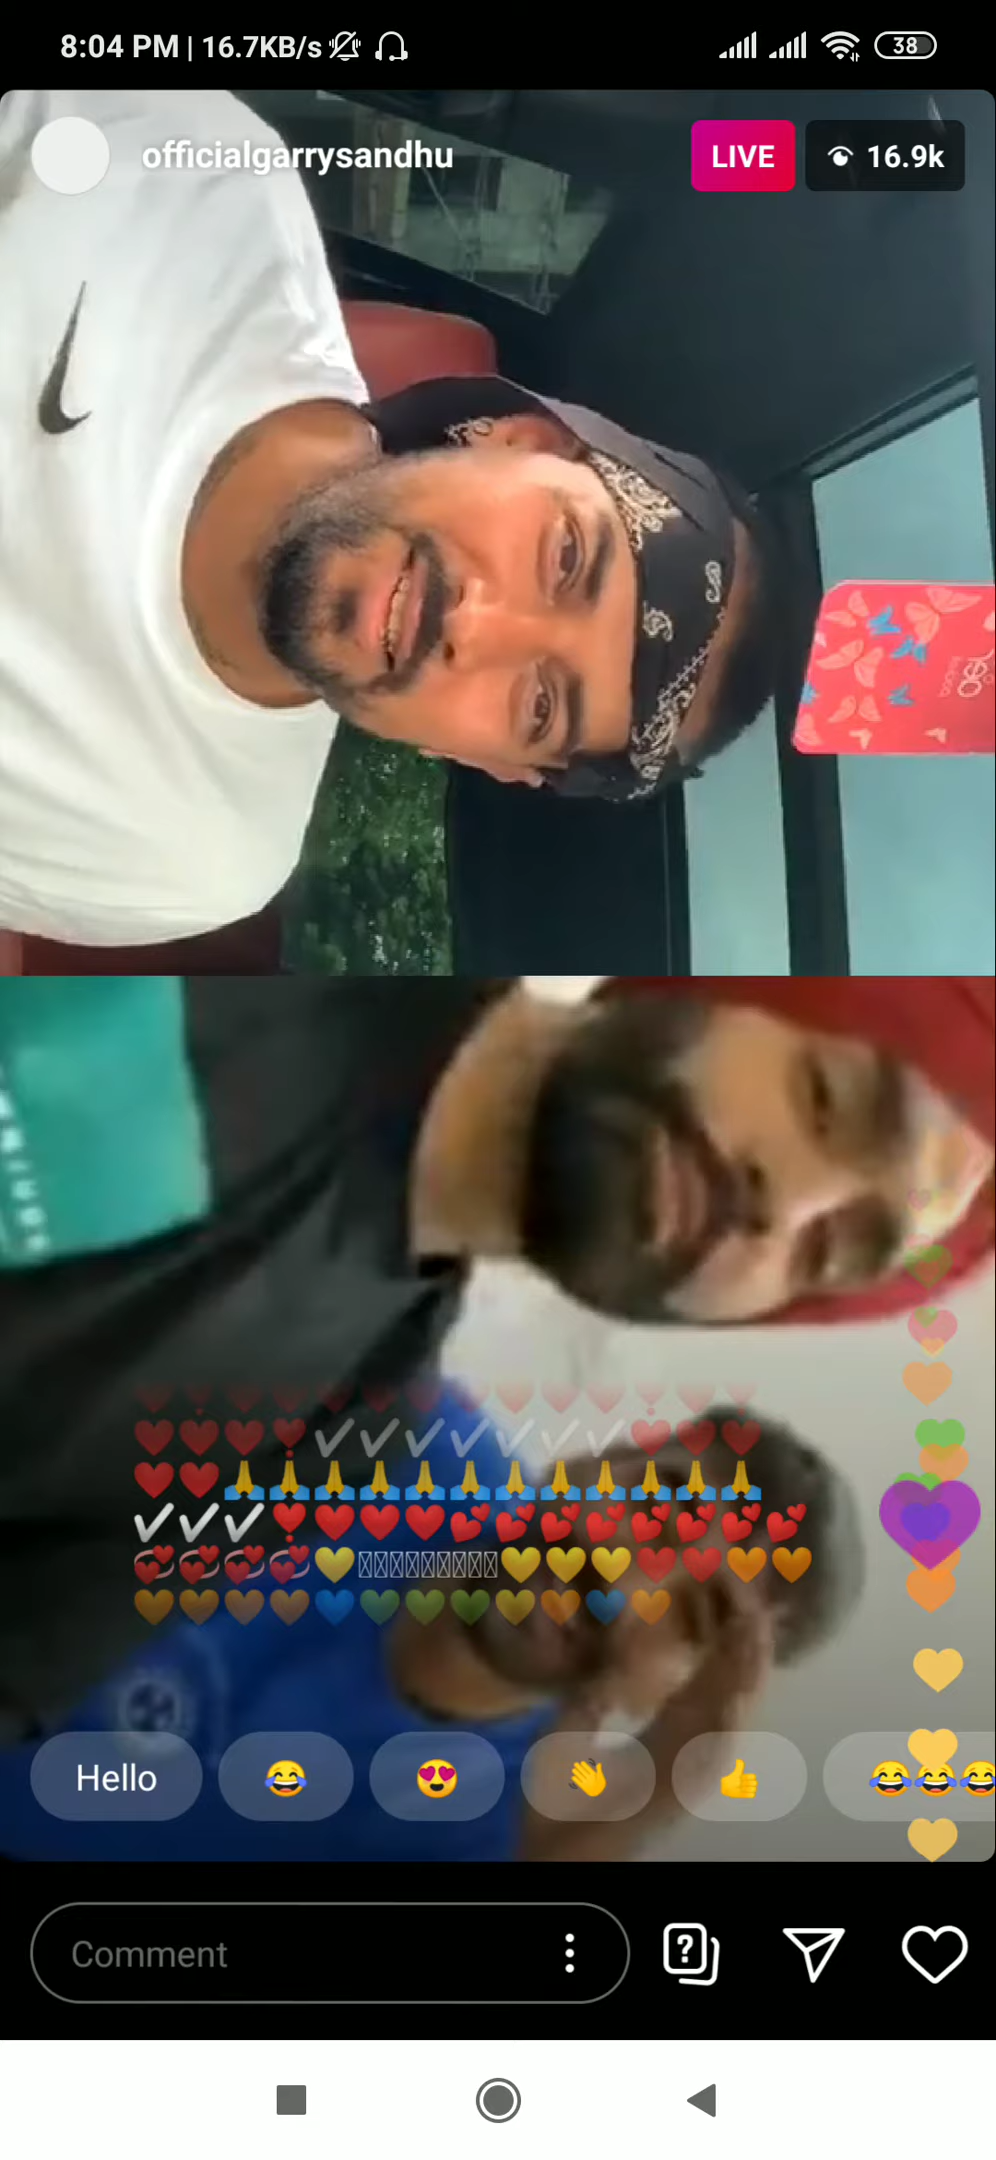 8:04 PM | 16.7KB/s
38
officialgarrysandhu
LIVE
16.9k
Hello
Comment